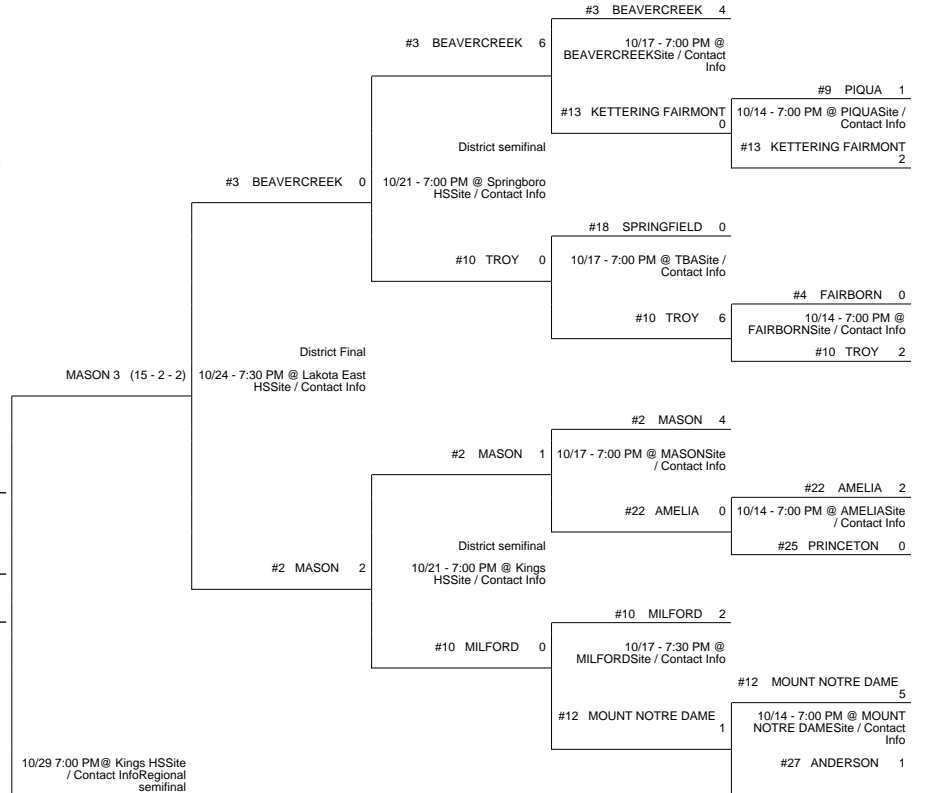 #3 BEAVERCREEK 4
#3 BEAVERCREEK 6
10/17 - 7:00 PM @
BEAVERCREEKSite / Contact
Info
#9 PIQUA 1
#13 KETTERING FAIRMONT
0
10/14 - 7:00 PM @ PIQUASite /
Contact Info
District semifinal
#13 KETTERING FAIRMONT
2
#3 BEAVERCREEK 0
10/21 - 7:00 PM @ Springboro
HSSite / Contact Info
#18 SPRINGFIELD 0
#10 TROY 0
10/17 - 7:00 PM @ TBASite /
Contact Info
#4 FAIRBORN 0
#10 TROY 6
10/14 - 7:00 PM @
FAIRBORNSite / Contact Info
District Final
#10 TROY 2
MASON 3 (15 - 2 - 2)
10/24 - 7:30 PM @ Lakota East
HSSite / Contact Info
#2 MASON 4
#2 MASON 1
10/17 - 7:00 PM @ MASONSite
/ Contact Info
#22 AMELIA 2
#22 AMELIA 0
10/14 - 7:00 PM @ AMELIASite
/ Contact Info
District semifinal
#25 PRINCETON 0
#2 MASON 2
10/21 - 7:00 PM @ Kings
HSSite / Contact Info
#10 MILFORD 2
#10 MILFORD 0
10/17 - 7:30 PM @
MILFORDSite / Contact Info
#12 MOUNT NOTRE DAME
5
#12 MOUNT NOTRE DAME
1
10/14 - 7:00 PM @ MOUNT
NOTRE DAMESite / Contact
Info
10/29 7:00 PM@ Kings HSSite
/ Contact InfoRegional
semifinal
#27 ANDERSON 1